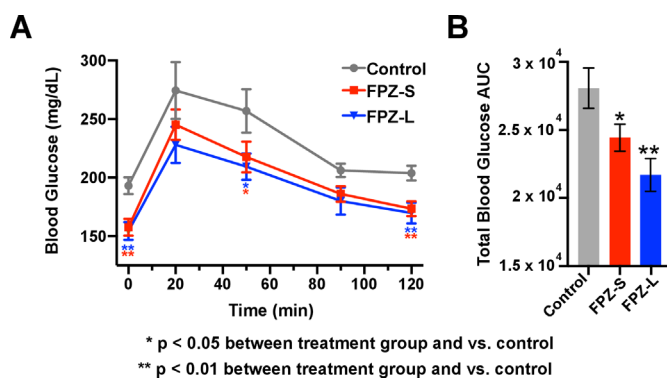 A
B
Blood Glucose (mg/dL)
300
250
200
150
Control
FPZ-S
FPZ-L
*
*
**
**
**
**
0
20
40
60
80
100
120
Time (min)
Total Blood Glucose AUC
3 x 10⁴
2.5 x 10⁴
2 x 10⁴
1.5 x 10⁴
*
**
Control
FPZ-S
FPZ-L
* p < 0.05 between treatment group and vs. control
** p < 0.01 between treatment group and vs. control